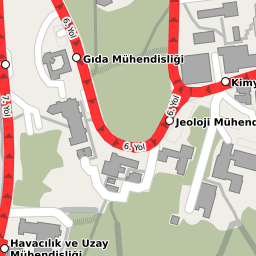 6. Yol
Gıda Mühendisliği
Kimy
7. Yol
6. Yol
Jeoloji Mühend
6. Yol
Havacılık ve Uzay
Mühendisliği